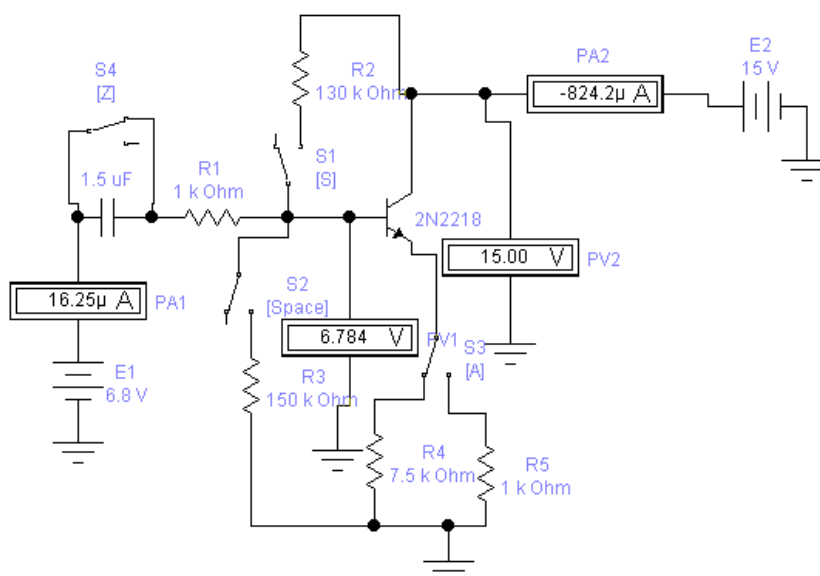 E2
15 V
PA2
-824.2µ A
R2
130 k Ohm
S4
[Z]
S1
[S]
R1
1 k Ohm
1.5 uF
2N2218
15.00 V
PV2
S2
[Space]
16.25µ A
PA1
6.784 V
PV1
S3
[A]
E1
6.8 V
R3
150 k Ohm
R4
7.5 k Ohm
R5
1 k Ohm